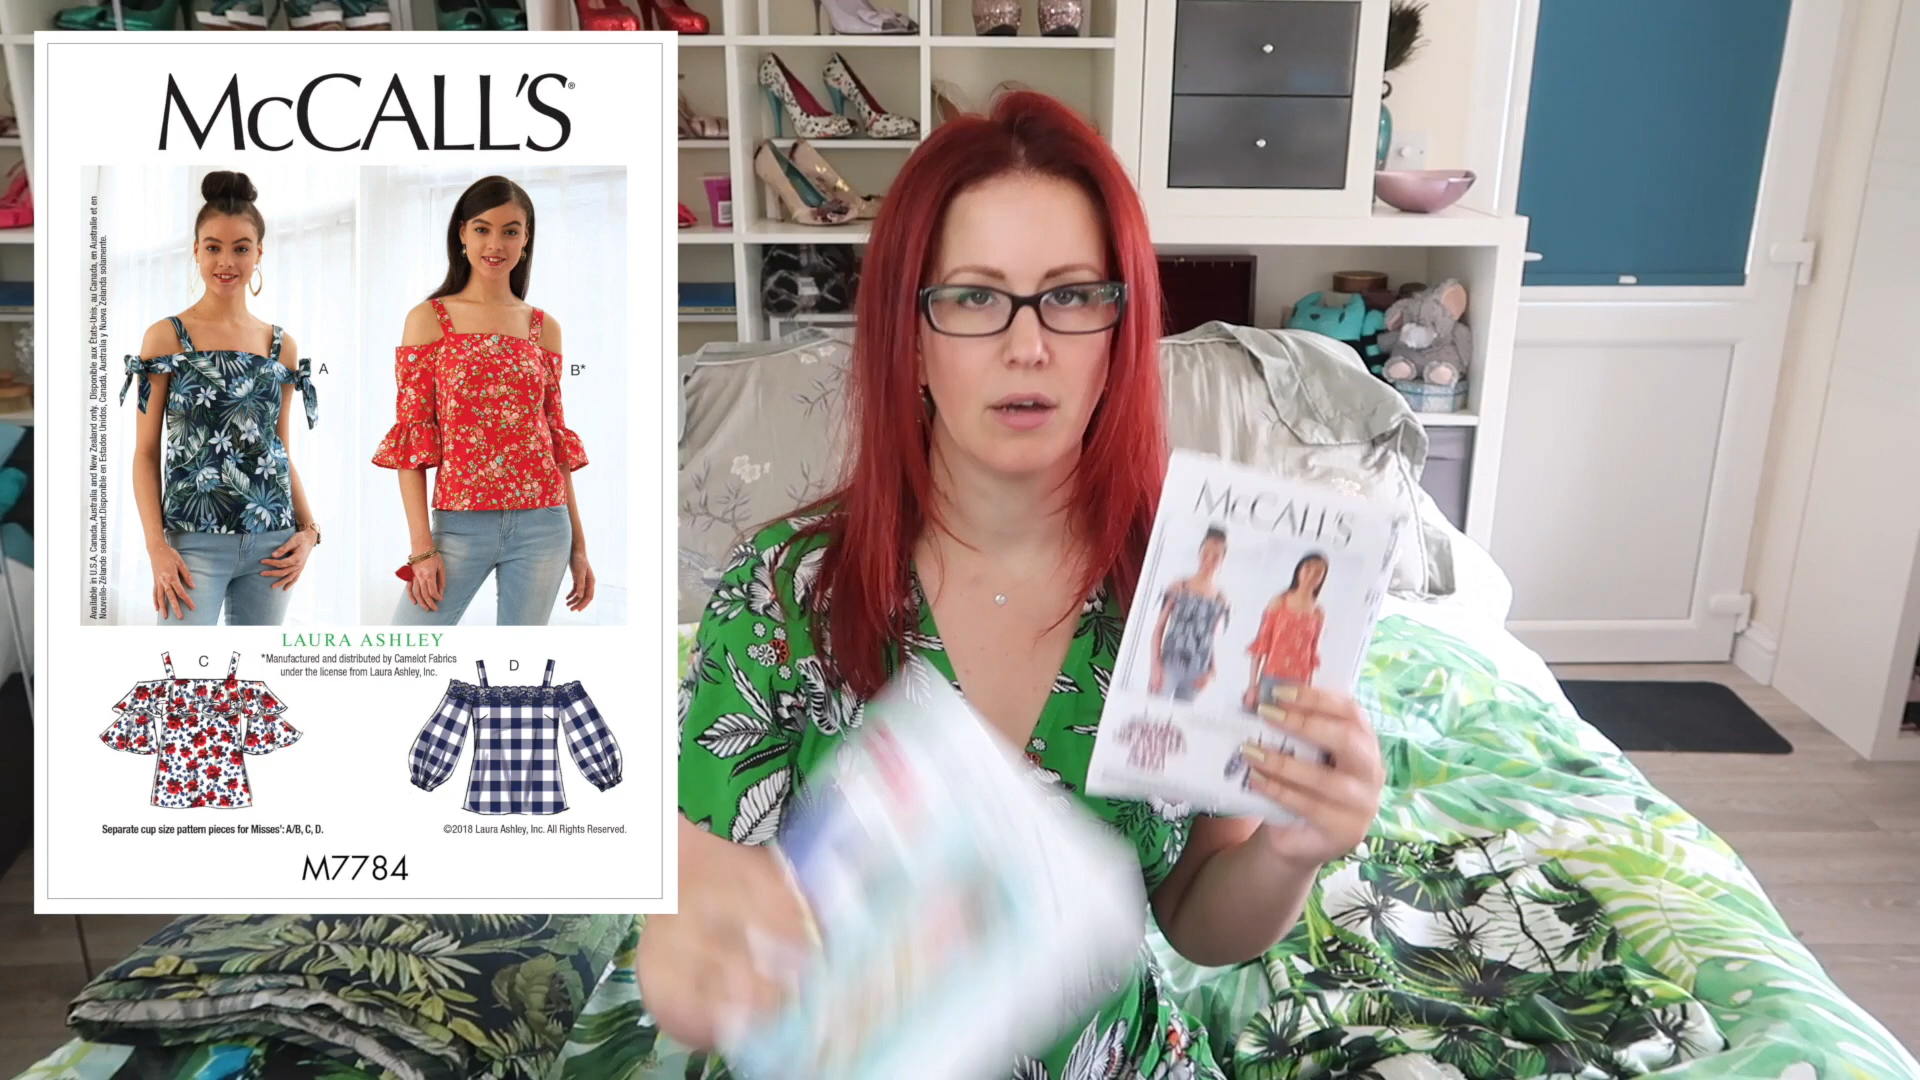 McCALL'S®
Available in U.S.A. Canada, Australia and New Zealand only. Disponible aux États-Unis, au Canada, en Australie et en
Nouvelle-Zélande seulement.Disponible en Estados Unidos, Canadá, Australia y Nueva Zelanda solamente.
A
B*
LAURA ASHLEY
*Manufactured and distributed by Camelot Fabrics
under the license from Laura Ashley, Inc.
C
D
Separate cup size pattern pieces for Misses': A/B, C, D.
©2018 Laura Ashley, Inc. All Rights Reserved.
M7784
McCALL'S